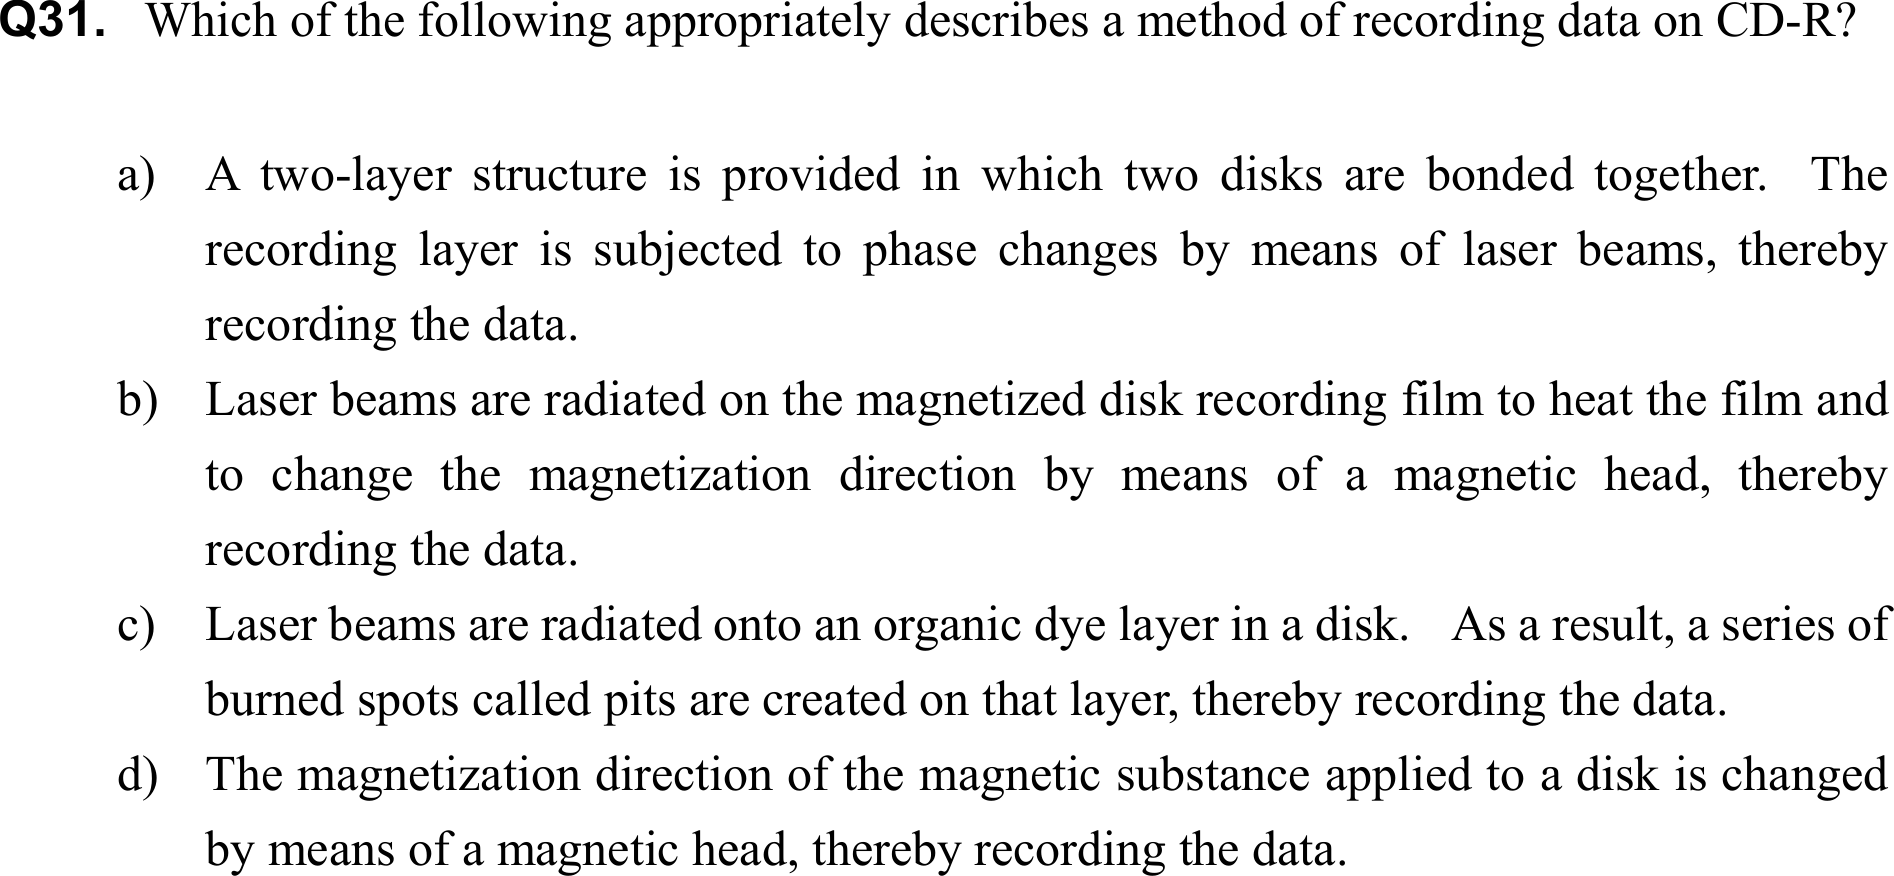 Q31. Which of the following appropriately describes a method of recording data on CD-R?
a) A two-layer structure is provided in which two disks are bonded together. The
recording layer is subjected to phase changes by means of laser beams, thereby
recording the data.
b) Laser beams are radiated on the magnetized disk recording film to heat the film and
to change the magnetization direction by means of a magnetic head, thereby
recording the data.
c) Laser beams are radiated onto an organic dye layer in a disk. As a result, a series of
burned spots called pits are created on that layer, thereby recording the data.
d) The magnetization direction of the magnetic substance applied to a disk is changed
by means of a magnetic head, thereby recording the data.